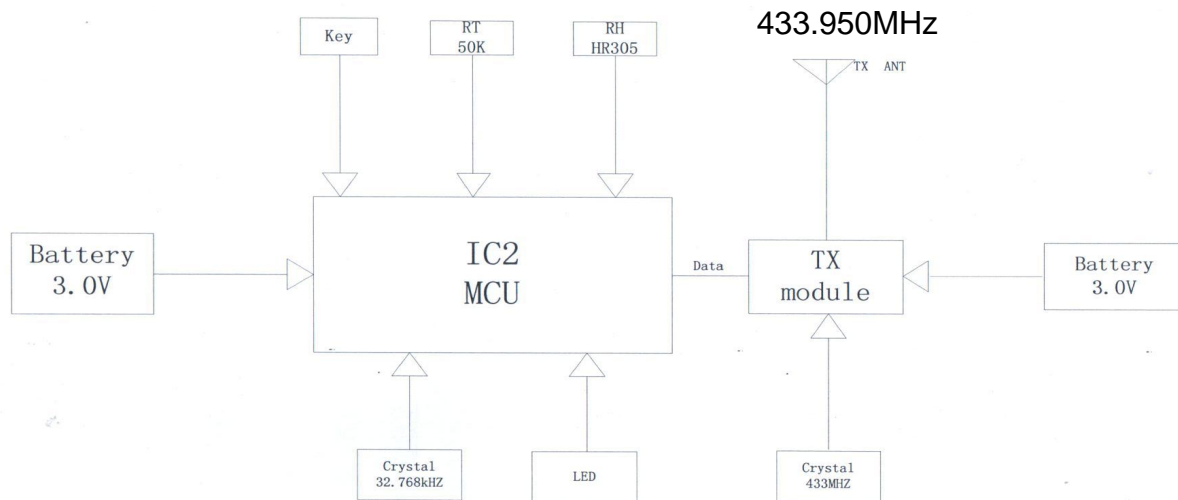 433.950MHz
Key
RT
50K
RH
HR305
TX ANT
Battery
3.0V
IC2
MCU
Data
TX
module
Battery
3.0V
Crystal
32.768kHZ
LED
Crystal
433MHZ